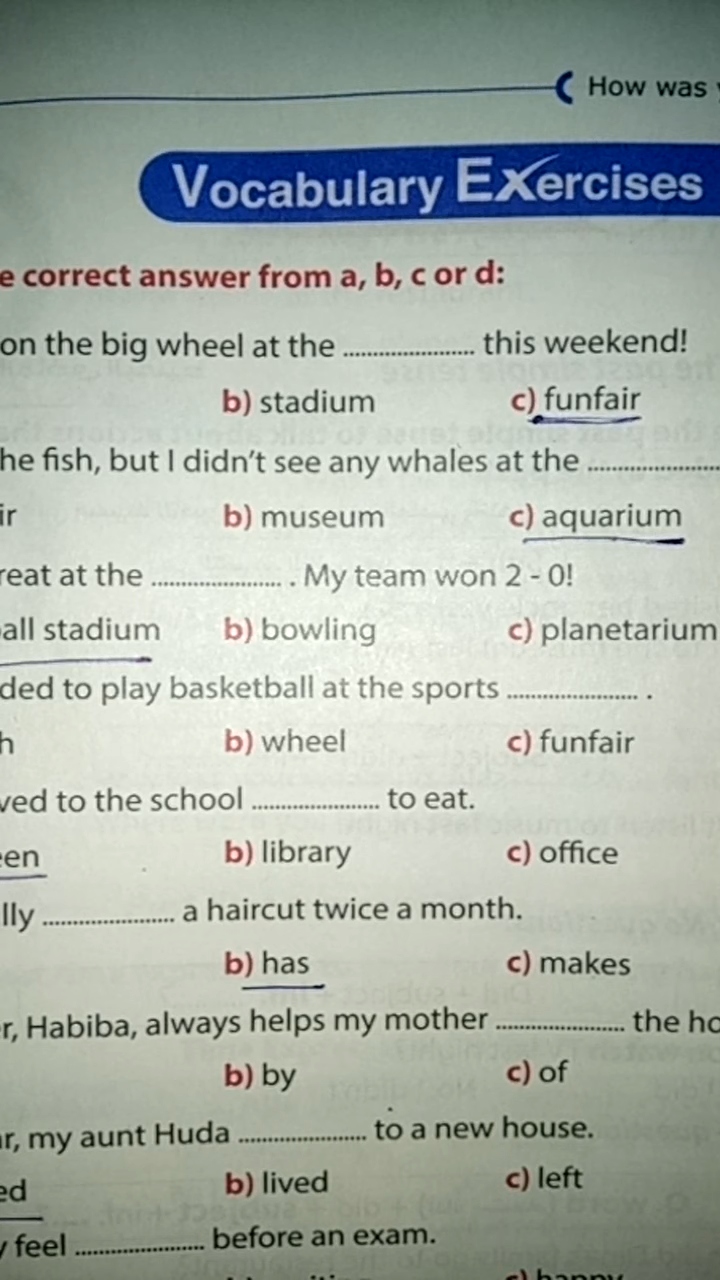 How was
Vocabulary Exercises
e correct answer from a, b, c or d:
on the big wheel at the ........................ this weekend!
b) stadium c) funfair
he fish, but I didn't see any whales at the ........................
ir b) museum c) aquarium
reat at the ........................ . My team won 2 - 0!
all stadium b) bowling c) planetarium
ded to play basketball at the sports ........................ .
h b) wheel c) funfair
ved to the school ........................ to eat.
een b) library c) office
lly ........................ a haircut twice a month.
b) has c) makes
r, Habiba, always helps my mother ........................ the ho
b) by c) of
ar, my aunt Huda ........................ to a new house.
ed b) lived c) left
y feel ........................ before an exam.
c) happy